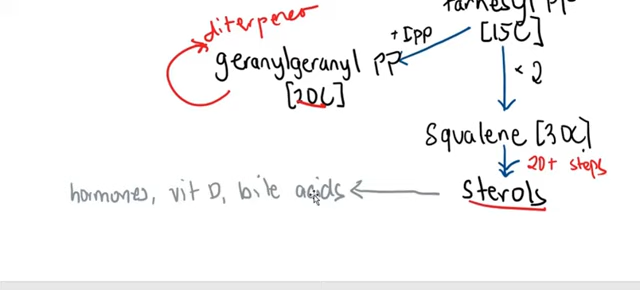 farnesyl PP
[15C]
diterpenes
+ IPP
geranylgeranyl PP
[20C]
× 2
Squalene [30C]
20+ steps
Sterols
hormones, vit D, bile acids